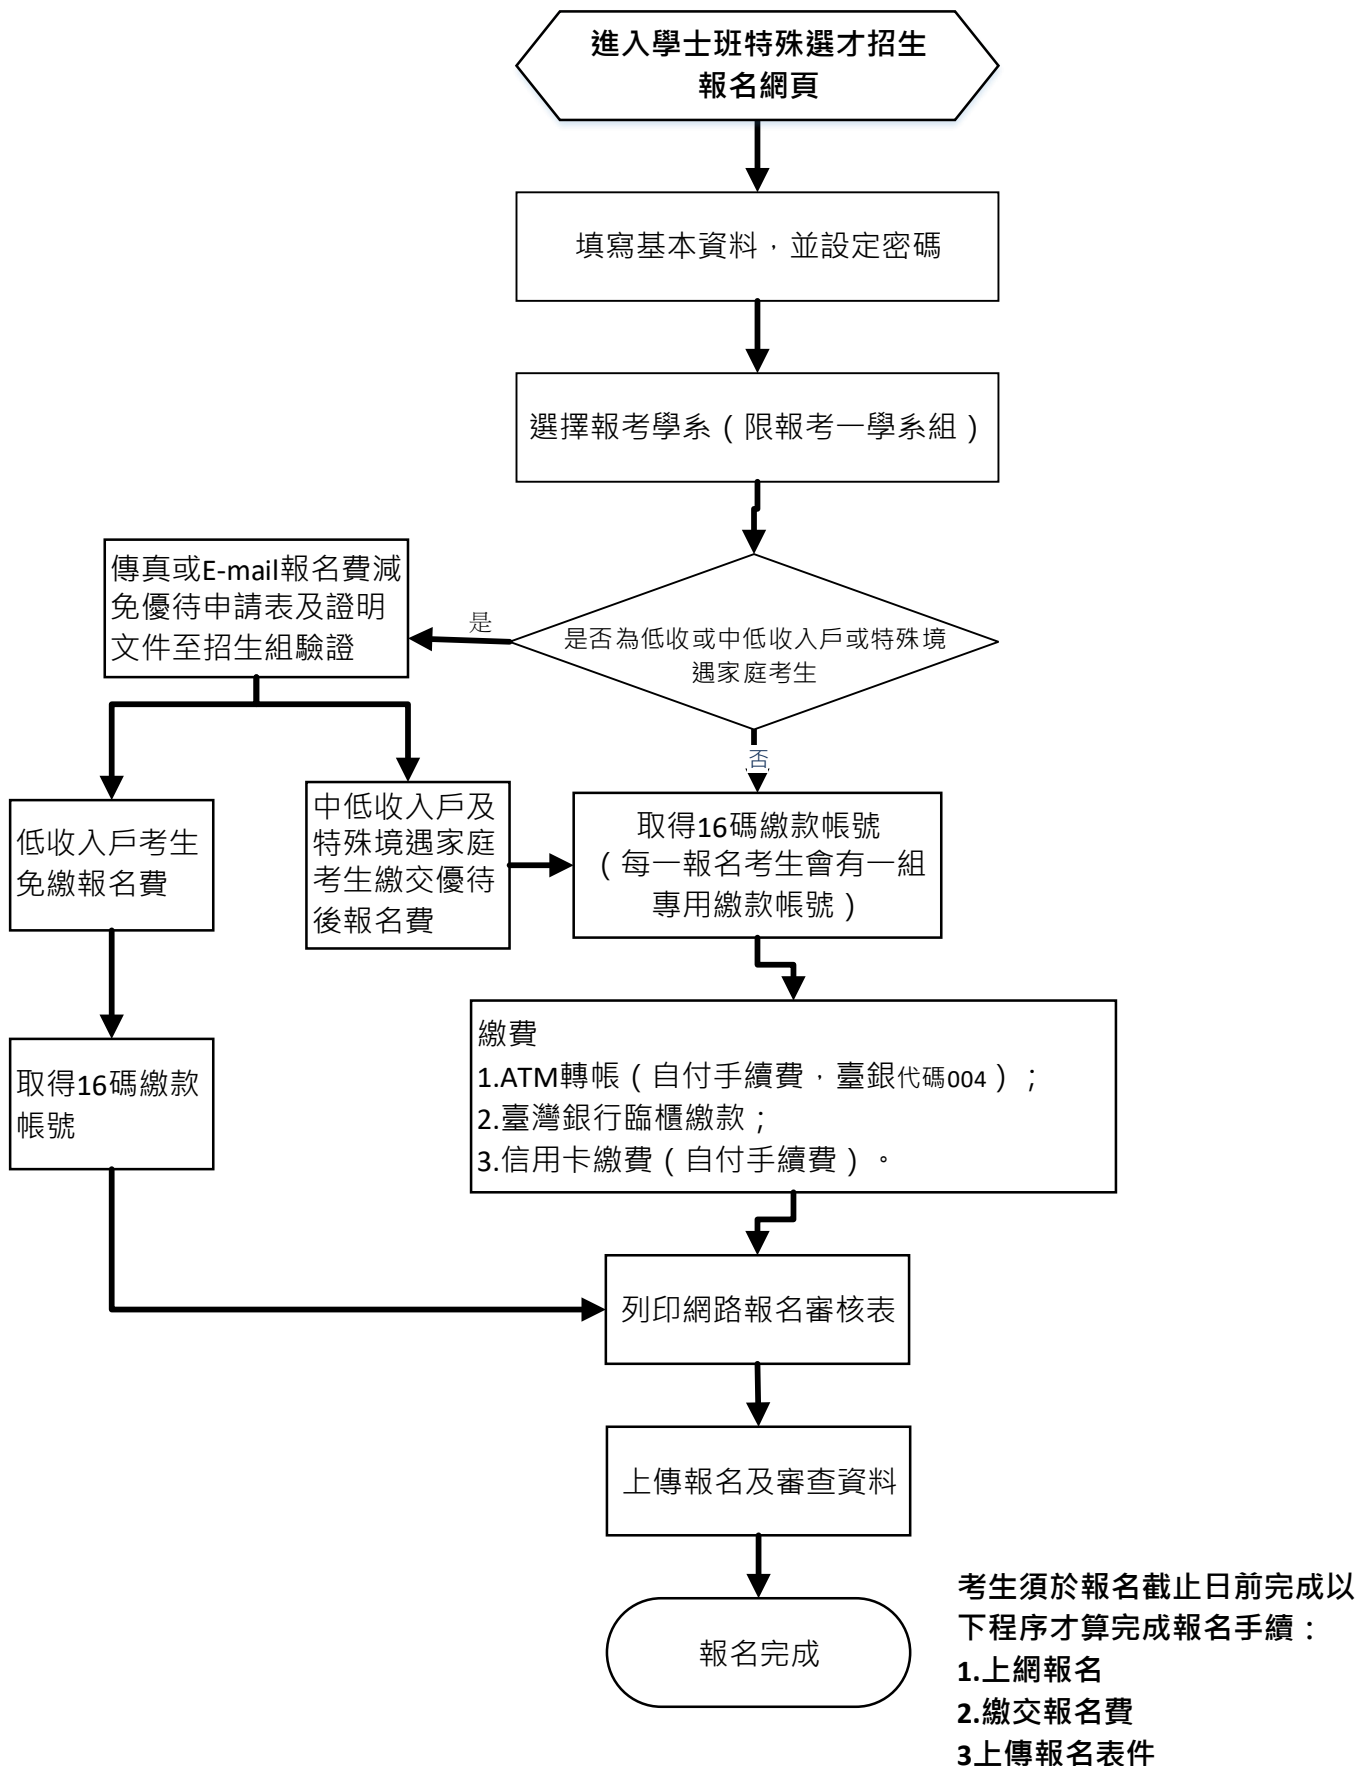 進入學士班特殊選才招生
報名網頁
填寫基本資料，並設定密碼
選擇報考學系（限報考一學系組）
傳真或E-mail報名費減
免優待申請表及證明
文件至招生組驗證
是
是否為低收或中低收入戶或特殊境
遇家庭考生
否
低收入戶考生
免繳報名費
中低收入戶及
特殊境遇家庭
考生繳交優待
後報名費
取得16碼繳款帳號
（每一報名考生會有一組
專用繳款帳號）
取得16碼繳款
帳號
繳費
1.ATM轉帳（自付手續費，臺銀代碼004）；
2.臺灣銀行臨櫃繳款；
3.信用卡繳費（自付手續費）。
列印網路報名審核表
上傳報名及審查資料
報名完成
考生須於報名截止日前完成以
下程序才算完成報名手續：
1.上網報名
2.繳交報名費
3上傳報名表件